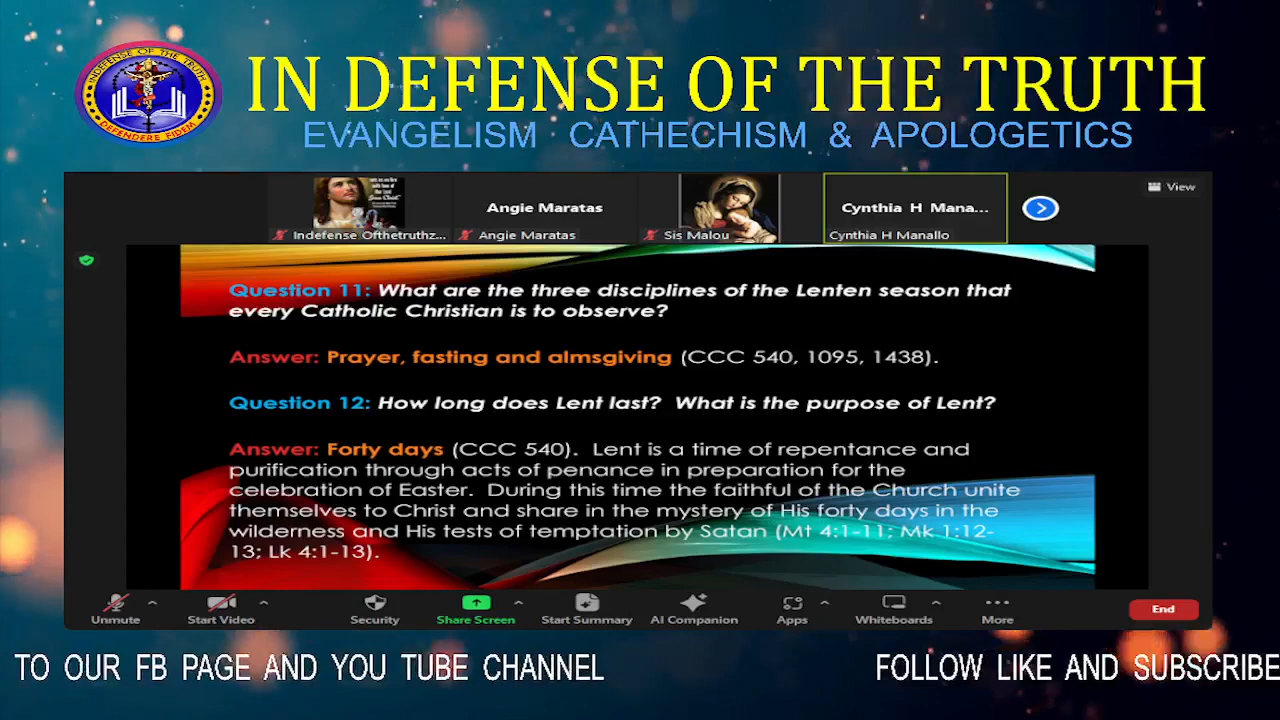 INDEFENSE OF THE TRUTH
DEFENDERE FIDEM
IN DEFENSE OF THE TRUTH
EVANGELISM CATHECHISM & APOLOGETICS
View
Angie Maratas
Cynthia H Mana...
Indefense Ofthetruthz...
Angie Maratas
Sis Malou
Cynthia H Manallo
Question 11: What are the three disciplines of the Lenten season that
every Catholic Christian is to observe?
Answer: Prayer, fasting and almsgiving (CCC 540, 1095, 1438).
Question 12: How long does Lent last? What is the purpose of Lent?
Answer: Forty days (CCC 540). Lent is a time of repentance and
purification through acts of penance in preparation for the
celebration of Easter. During this time the faithful of the Church unite
themselves to Christ and share in the mystery of His forty days in the
wilderness and His tests of temptation by Satan (Mt 4:1-11; Mk 1:12-
13; Lk 4:1-13).
Unmute
Start Video
Security
Share Screen
Start Summary
AI Companion
Apps
Whiteboards
More
End
TO OUR FB PAGE AND YOU TUBE CHANNEL
FOLLOW LIKE AND SUBSCRIBE